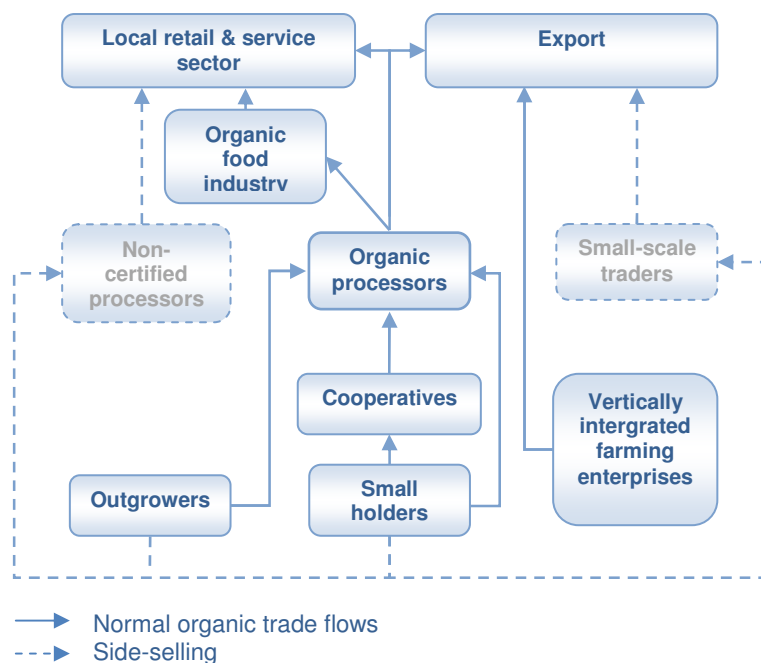 Local retail & service
sector
Export
Organic
food
industry
Non-
certified
processors
Organic
processors
Small-scale
traders
Cooperatives
Vertically
intergrated
farming
enterprises
Outgrowers
Small
holders
Normal organic trade flows
Side-selling